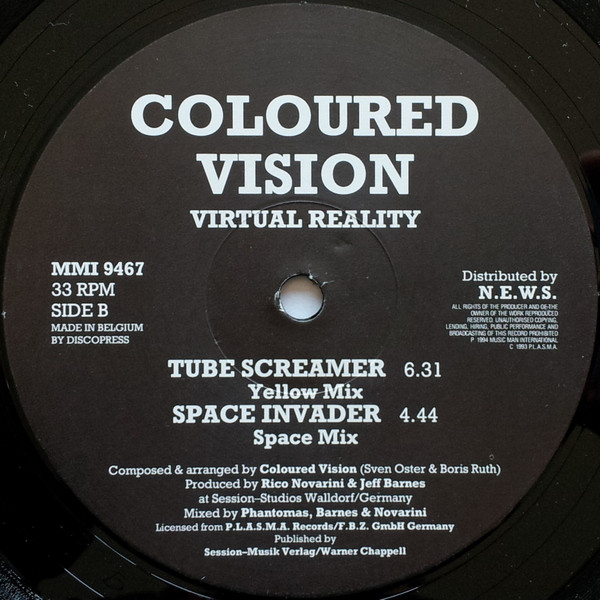 COLOURED
VISION
VIRTUAL REALITY
MMI 9467
33 RPM
SIDE B
MADE IN BELGIUM
BY DISCOPRESS
Distributed by
N.E.W.S.
ALL RIGHTS OF THE PRODUCER AND OF THE
OWNER OF THE WORK REPRODUCED
RESERVED. UNAUTHORISED COPYING,
LENDING, HIRING, PUBLIC PERFORMANCE AND
BROADCASTING OF THIS RECORD PROHIBITED
P 1994 MUSIC MAN INTERNATIONAL
C 1993 P.L.A.S.M.A.
TUBE SCREAMER 6.31
Yellow Mix
SPACE INVADER 4.44
Space Mix
Composed & arranged by Coloured Vision (Sven Oster & Boris Ruth)
Produced by Rico Novarini & Jeff Barnes
at Session-Studios Walldorf/Germany
Mixed by Phantomas, Barnes & Novarini
Licensed from P.L.A.S.M.A. Records/F.B.Z. GmbH Germany
Published by
Session-Musik Verlag/Warner Chappell